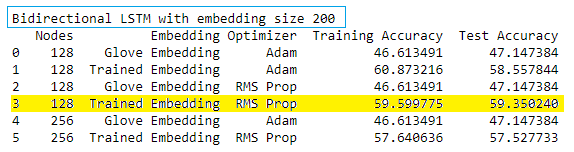 Bidirectional LSTM with embedding size 200
Nodes Embedding Optimizer Training Accuracy Test Accuracy
0 128 Glove Embedding Adam 46.613491 47.147384
1 128 Trained Embedding Adam 60.873216 58.557844
2 128 Glove Embedding RMS Prop 46.613491 47.147384
3 128 Trained Embedding RMS Prop 59.599775 59.350240
4 256 Glove Embedding Adam 46.613491 47.147384
5 256 Trained Embedding RMS Prop 57.640636 57.527733